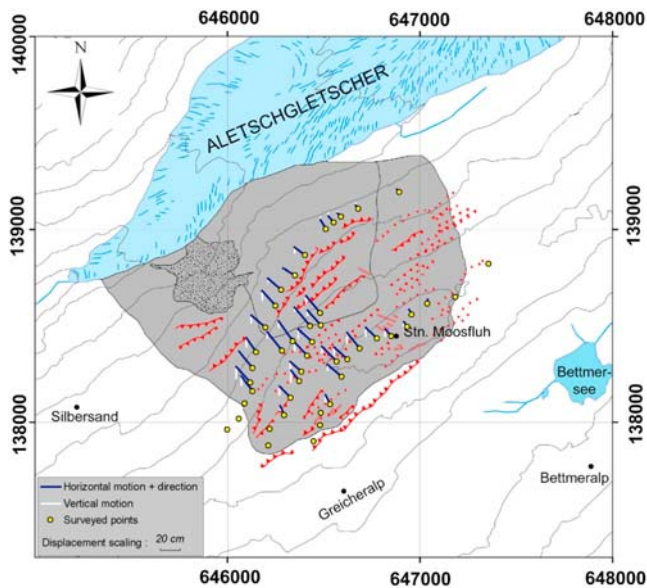 646000 647000 648000
140000
140000
N
ALETSCHGLETSCHER
139000
139000
Stn. Moosfluh
Bettmer-
see
Silbersand
138000
138000
Bettmeralp
Greicheralp
Horizontal motion + direction
Vertical motion
Surveyed points
Displacement scaling : 20 cm
646000 647000 648000